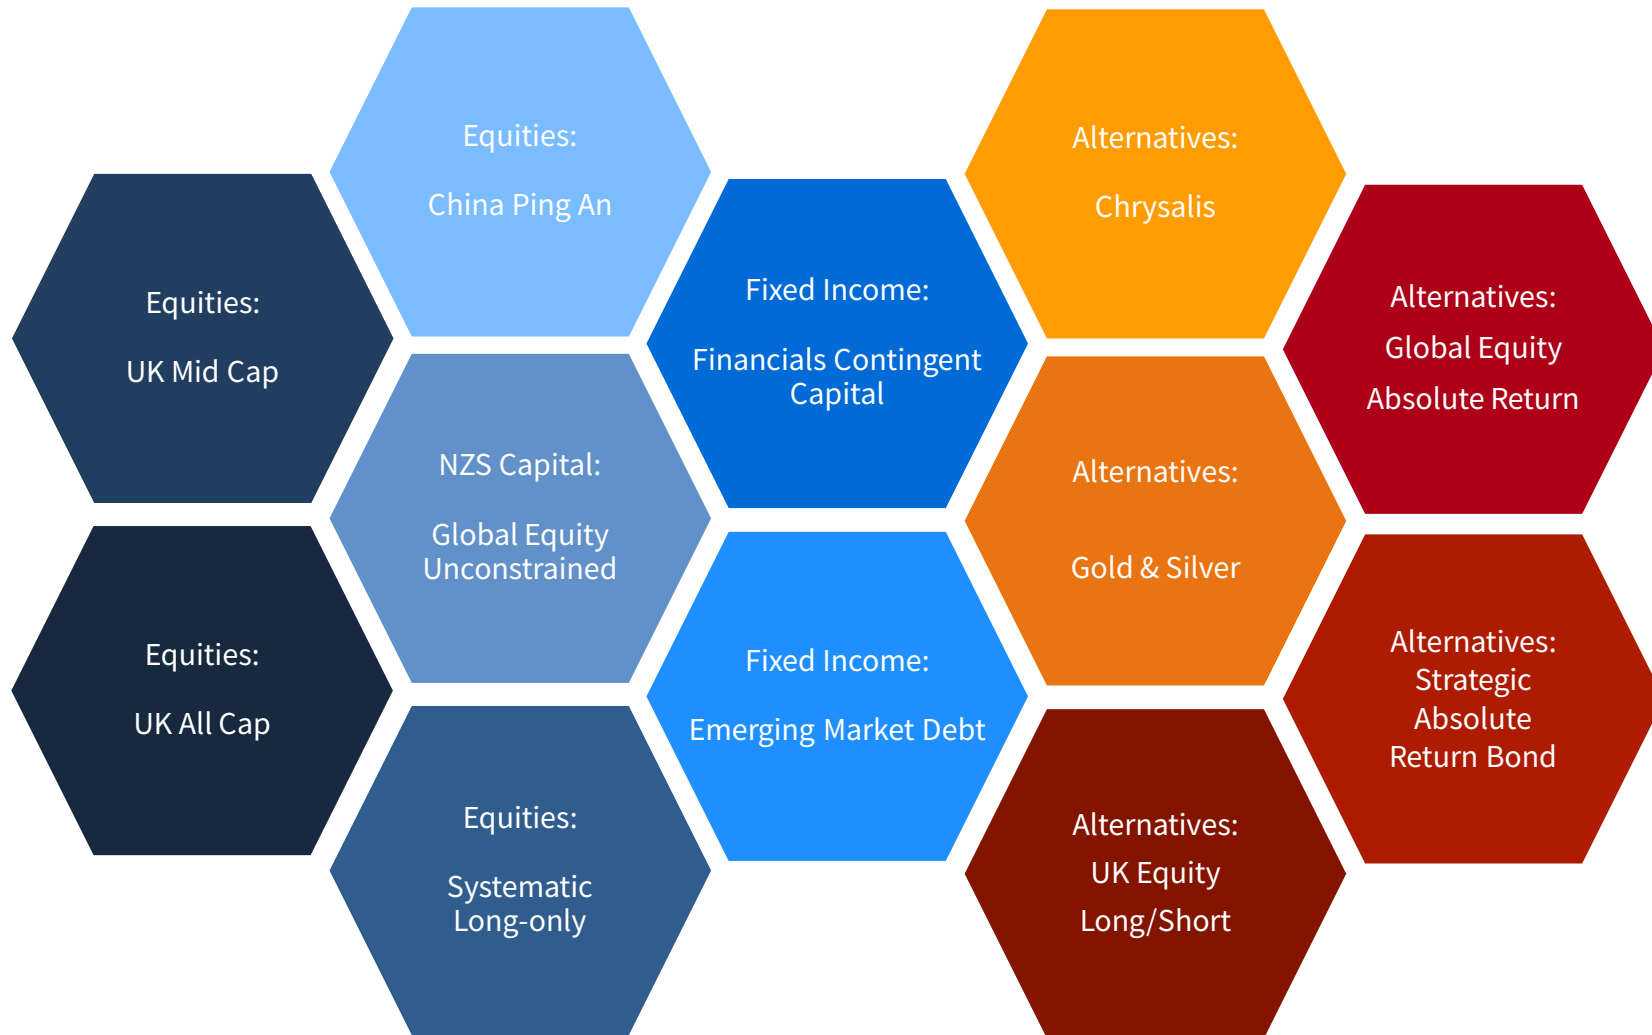 Equities:
China Ping An
Alternatives:
Chrysalis
Equities:
UK Mid Cap
Fixed Income:
Financials Contingent
Capital
Alternatives:
Global Equity
Absolute Return
NZS Capital:
Global Equity
Unconstrained
Alternatives:
Gold & Silver
Equities:
UK All Cap
Fixed Income:
Emerging Market Debt
Alternatives:
Strategic
Absolute
Return Bond
Equities:
Systematic
Long-only
Alternatives:
UK Equity
Long/Short